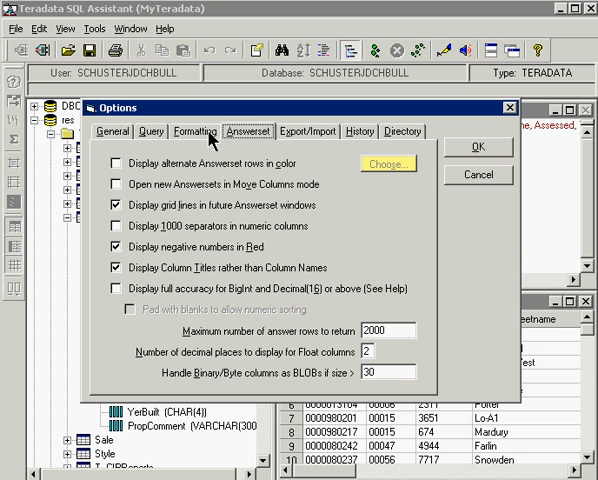 Teradata SQL Assistant (MyTeradata)
File Edit View Tools Window Help
User: SCHUSTERJDCHBULL Database: SCHUSTERJDCHBULL Type: TERADATA
DBC
res
Options
ne, Assessed,
General Query Formatting Answerset Export/Import History Directory
Display alternate Answerset rows in color Choose...
OK
Open new Answersets in Move Columns mode
Cancel
Display grid lines in future Answerset windows
Display 1000 separators in numeric columns
Display negative numbers in Red
Display Column Titles rather than Column Names
Display full accuracy for BigInt and Decimal(16) or above (See Help)
Pad with blanks to allow numeric sorting
Maximum number of answer rows to return 2000
eetname
Number of decimal places to display for Float columns 2
Test
Handle Binary/Byte columns as BLOBs if size > 30
6 0000013104 00006 2311 Porter
YerBuilt (CHAR(4))
7 0000980201 00015 3651 Lo-A1
PropComment (VARCHAR(300
8 0000980217 00015 674 Mardury
Sale
9 0000080242 00047 4944 Farlin
Style
10 0000080237 00056 7717 Snowden
T_CIPReports